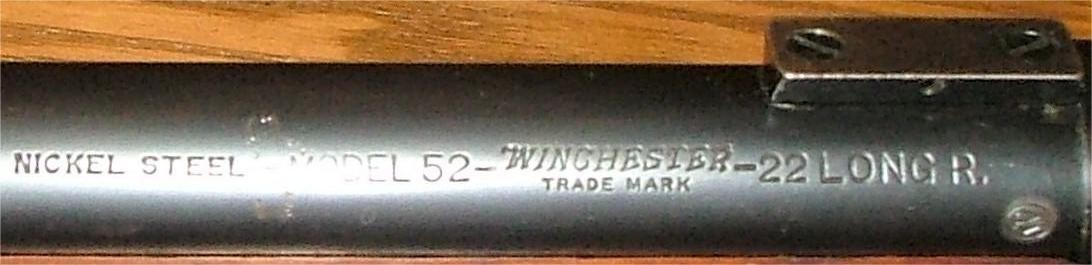 NICKEL STEEL - MODEL 52 - WINCHESTER - 22 LONG R.
TRADE MARK